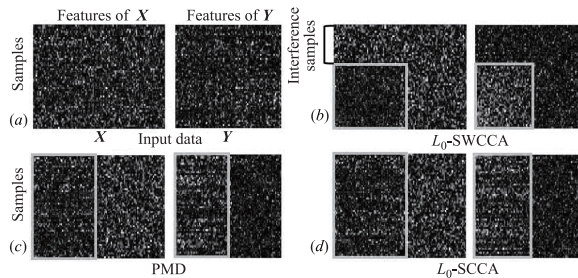 Features of X
Features of Y
Samples
Interference
samples
(a)
X
Input data
Y
(b)
L0-SWCCA
Samples
(c)
PMD
(d)
L0-SCCA